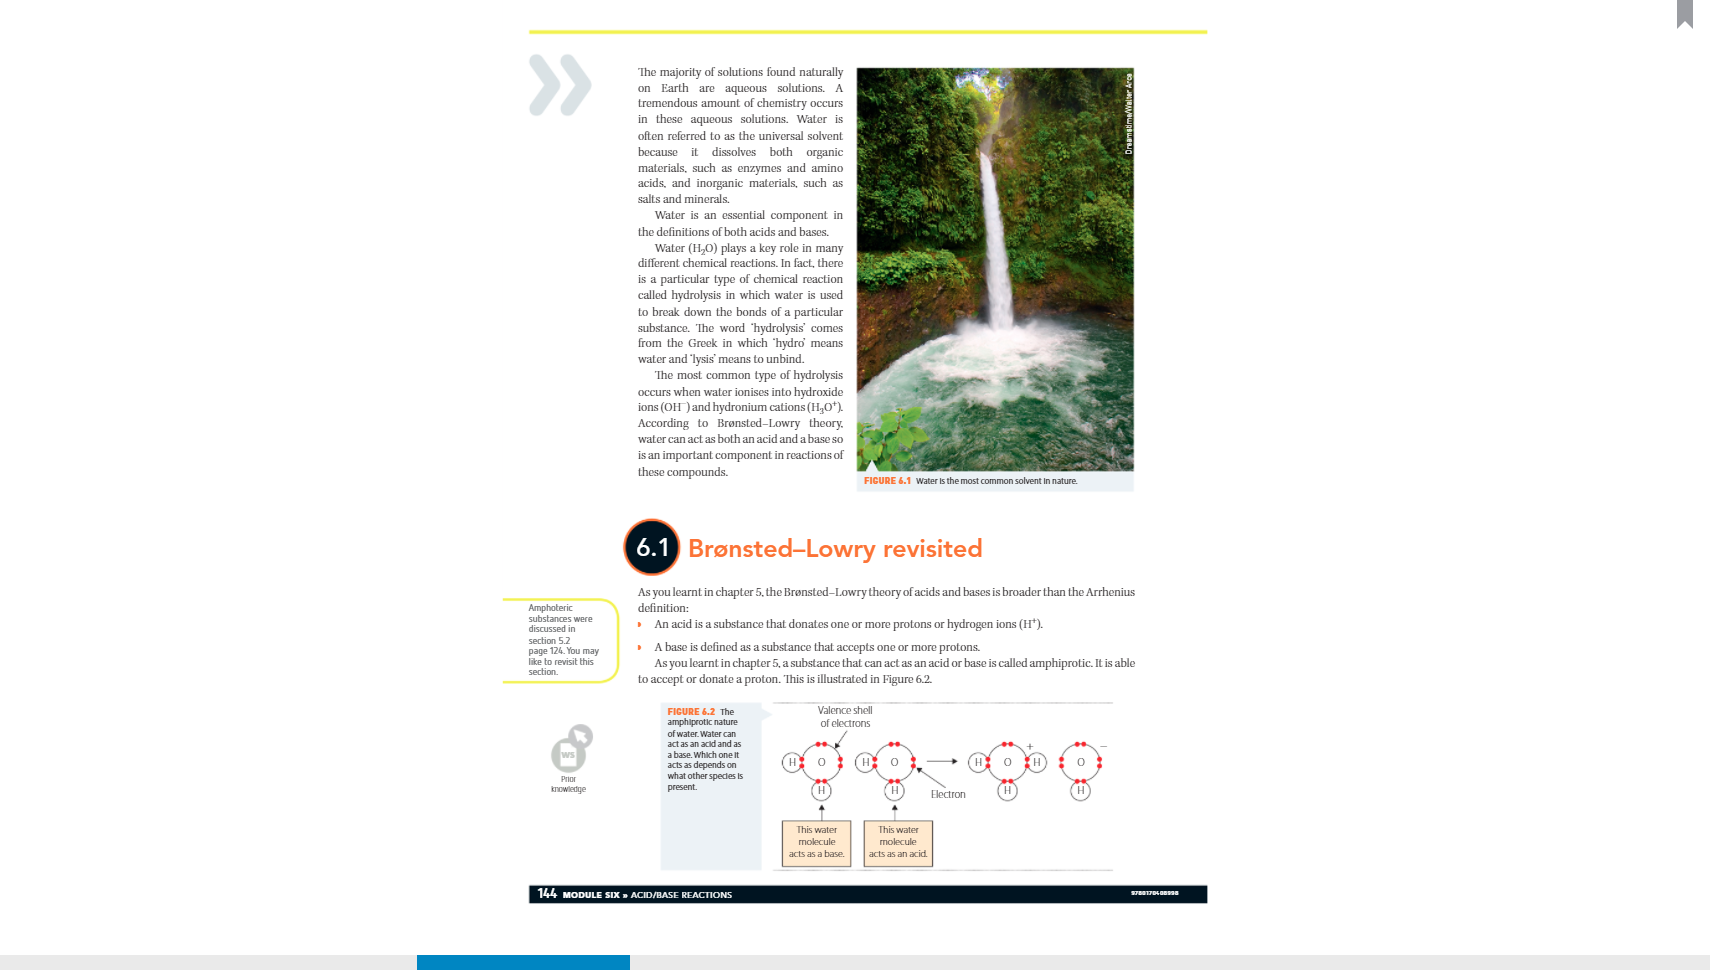 The majority of solutions found naturally
on Earth are aqueous solutions. A
tremendous amount of chemistry occurs
in these aqueous solutions. Water is
often referred to as the universal solvent
because it dissolves both organic
materials, such as enzymes and amino
acids, and inorganic materials, such as
salts and minerals.
Water is an essential component in
the definitions of both acids and bases.
Water (H₂O) plays a key role in many
different chemical reactions. In fact, there
is a particular type of chemical reaction
called hydrolysis in which water is used
to break down the bonds of a particular
substance. The word ‘hydrolysis’ comes
from the Greek in which ‘hydro’ means
water and ‘lysis’ means to unbind.
The most common type of hydrolysis
occurs when water ionises into hydroxide
ions (OH⁻) and hydronium cations (H₃O⁺).
According to Brønsted–Lowry theory,
water can act as both an acid and a base so
is an important component in reactions of
these compounds.
Dreamstime/Walter Arce
FIGURE 6.1 Water is the most common solvent in nature.
6.1 Brønsted–Lowry revisited
As you learnt in chapter 5, the Brønsted–Lowry theory of acids and bases is broader than the Arrhenius
definition:
An acid is a substance that donates one or more protons or hydrogen ions (H⁺).
A base is defined as a substance that accepts one or more protons.
As you learnt in chapter 5, a substance that can act as an acid or base is called amphiprotic. It is able
to accept or donate a proton. This is illustrated in Figure 6.2.
Amphoteric
substances were
discussed in
section 5.2
page 124. You may
like to revisit this
section.
WS
Prior
knowledge
FIGURE 6.2 The
amphiprotic nature
of water. Water can
act as an acid and as
a base. Which one it
acts as depends on
what other species is
present.
Valence shell
of electrons
+ −
H O H O H O H O
H H H H
Electron
This water
molecule
acts as a base.
This water
molecule
acts as an acid.
144 MODULE SIX » ACID/BASE REACTIONS
9780170408998